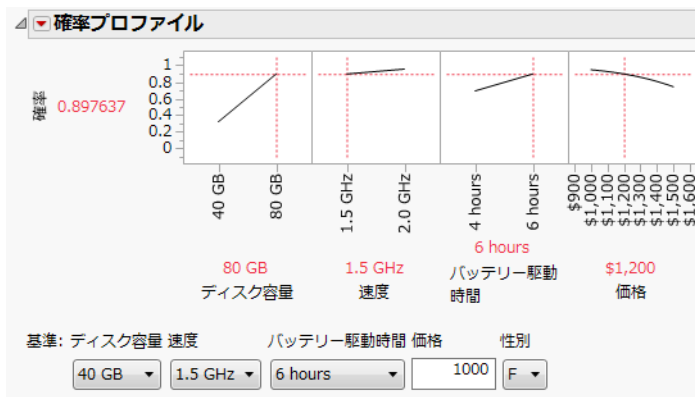 確率プロファイル
確率
0.897637
1
0.8
0.6
0.4
0.2
0
40 GB
80 GB
1.5 GHz
2.0 GHz
4 hours
6 hours
$900
$1,000
$1,100
$1,200
$1,300
$1,400
$1,500
$1,600
80 GB
ディスク容量
1.5 GHz
速度
6 hours
バッテリー駆動
時間
$1,200
価格
基準: ディスク容量 速度 バッテリー駆動時間 価格 性別
40 GB 1.5 GHz 6 hours 1000 F